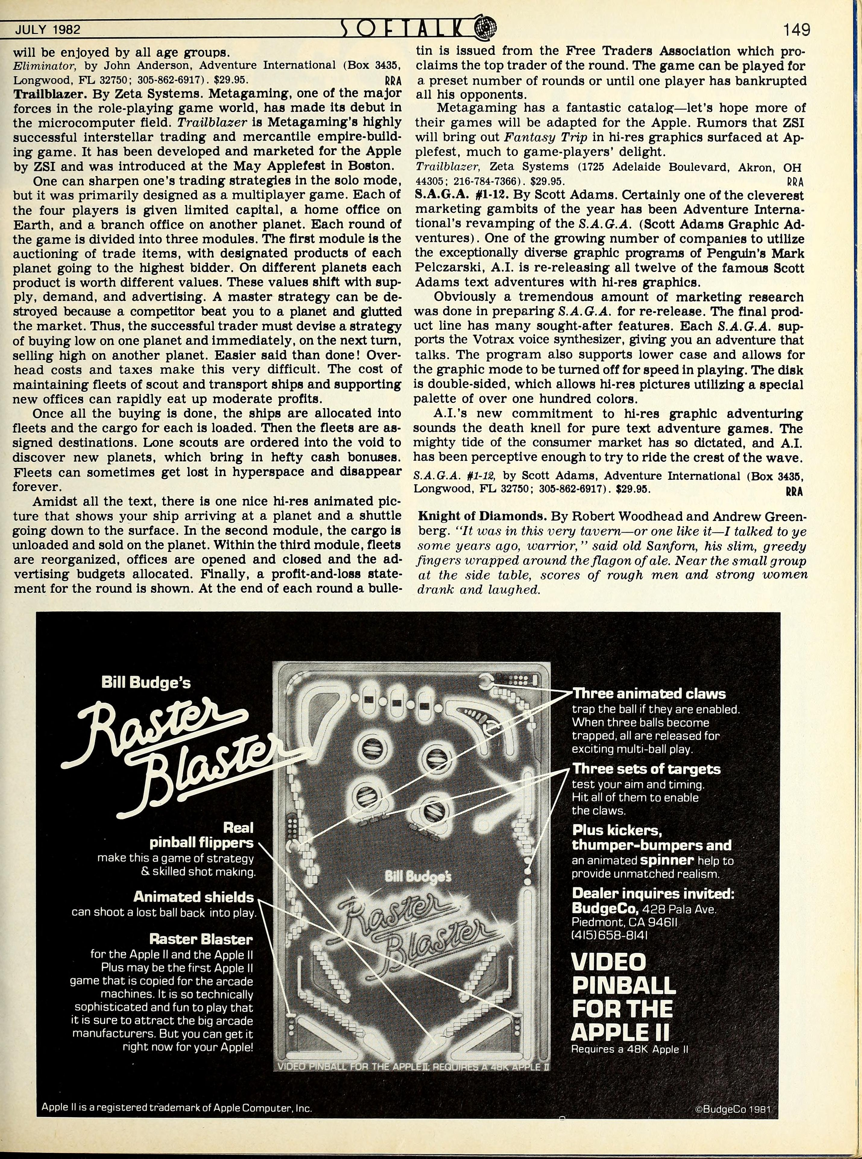 JULY 1982
SOFTALK
149
will be enjoyed by all age groups.
Eliminator, by John Anderson, Adventure International (Box 3435,
Longwood, FL 32750; 305-862-6917). $29.95. RRA
Trailblazer. By Zeta Systems. Metagaming, one of the major
forces in the role-playing game world, has made its debut in
the microcomputer field. Trailblazer is Metagaming's highly
successful interstellar trading and mercantile empire-build-
ing game. It has been developed and marketed for the Apple
by ZSI and was introduced at the May Applefest in Boston.
One can sharpen one's trading strategies in the solo mode,
but it was primarily designed as a multiplayer game. Each of
the four players is given limited capital, a home office on
Earth, and a branch office on another planet. Each round of
the game is divided into three modules. The first module is the
auctioning of trade items, with designated products of each
planet going to the highest bidder. On different planets each
product is worth different values. These values shift with sup-
ply, demand, and advertising. A master strategy can be de-
stroyed because a competitor beat you to a planet and glutted
the market. Thus, the successful trader must devise a strategy
of buying low on one planet and immediately, on the next turn,
selling high on another planet. Easier said than done! Over-
head costs and taxes make this very difficult. The cost of
maintaining fleets of scout and transport ships and supporting
new offices can rapidly eat up moderate profits.
Once all the buying is done, the ships are allocated into
fleets and the cargo for each is loaded. Then the fleets are as-
signed destinations. Lone scouts are ordered into the void to
discover new planets, which bring in hefty cash bonuses.
Fleets can sometimes get lost in hyperspace and disappear
forever.
Amidst all the text, there is one nice hi-res animated pic-
ture that shows your ship arriving at a planet and a shuttle
going down to the surface. In the second module, the cargo is
unloaded and sold on the planet. Within the third module, fleets
are reorganized, offices are opened and closed and the ad-
vertising budgets allocated. Finally, a profit-and-loss state-
ment for the round is shown. At the end of each round a bulle-
tin is issued from the Free Traders Association which pro-
claims the top trader of the round. The game can be played for
a preset number of rounds or until one player has bankrupted
all his opponents.
Metagaming has a fantastic catalog—let's hope more of
their games will be adapted for the Apple. Rumors that ZSI
will bring out Fantasy Trip in hi-res graphics surfaced at Ap-
plefest, much to game-players' delight.
Trailblazer, Zeta Systems (1725 Adelaide Boulevard, Akron, OH
44305; 216-784-7366). $29.95. RRA
S.A.G.A. #1-12. By Scott Adams. Certainly one of the cleverest
marketing gambits of the year has been Adventure Interna-
tional's revamping of the S.A.G.A. (Scott Adams Graphic Ad-
ventures). One of the growing number of companies to utilize
the exceptionally diverse graphic programs of Penguin's Mark
Pelczarski, A.I. is re-releasing all twelve of the famous Scott
Adams text adventures with hi-res graphics.
Obviously a tremendous amount of marketing research
was done in preparing S.A.G.A. for re-release. The final prod-
uct line has many sought-after features. Each S.A.G.A. sup-
ports the Votrax voice synthesizer, giving you an adventure that
talks. The program also supports lower case and allows for
the graphic mode to be turned off for speed in playing. The disk
is double-sided, which allows hi-res pictures utilizing a special
palette of over one hundred colors.
A.I.'s new commitment to hi-res graphic adventuring
sounds the death knell for pure text adventure games. The
mighty tide of the consumer market has so dictated, and A.I.
has been perceptive enough to try to ride the crest of the wave.
S.A.G.A. #1-12, by Scott Adams, Adventure International (Box 3435,
Longwood, FL 32750; 305-862-6917). $29.95. RRA
Knight of Diamonds. By Robert Woodhead and Andrew Green-
berg. "It was in this very tavern—or one like it—I talked to ye
some years ago, warrior," said old Sanforn, his slim, greedy
fingers wrapped around the flagon of ale. Near the small group
at the side table, scores of rough men and strong women
drank and laughed.
Bill Budge's
Raster
Blaster
Real
pinball flippers
make this a game of strategy
& skilled shot making.
Animated shields
can shoot a lost ball back into play.
Raster Blaster
for the Apple II and the Apple II
Plus may be the first Apple II
game that is copied for the arcade
machines. It is so technically
sophisticated and fun to play that
it is sure to attract the big arcade
manufacturers. But you can get it
right now for your Apple!
Bill Budge's
Raster
Blaster
VIDEO PINBALL FOR THE APPLE II: REQUIRES A 48K APPLE II
Three animated claws
trap the ball if they are enabled.
When three balls become
trapped, all are released for
exciting multi-ball play.
Three sets of targets
test your aim and timing.
Hit all of them to enable
the claws.
Plus kickers,
thumper-bumpers and
an animated spinner help to
provide unmatched realism.
Dealer inquires invited:
BudgeCo, 428 Pala Ave.
Piedmont, CA 94611
(415)658-8141
VIDEO
PINBALL
FOR THE
APPLE II
Requires a 48K Apple II
Apple II is a registered trademark of Apple Computer, Inc.
©BudgeCo 1981